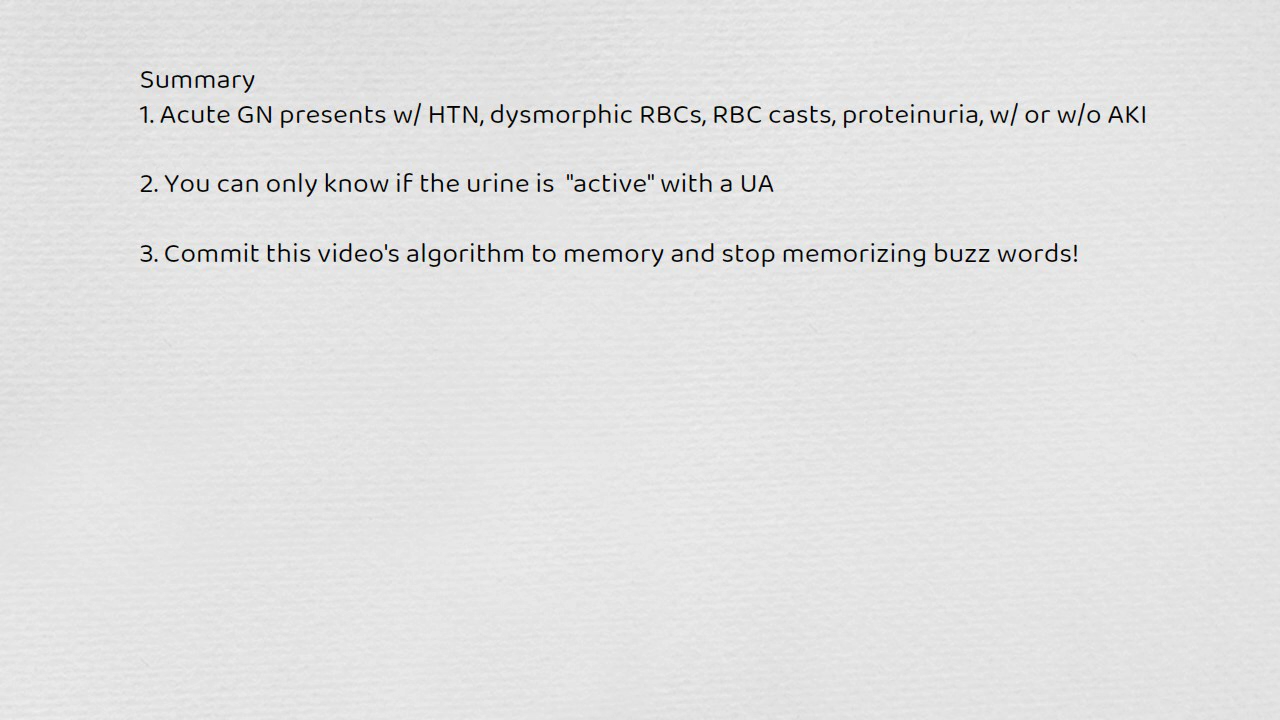 Summary
1. Acute GN presents w/ HTN, dysmorphic RBCs, RBC casts, proteinuria, w/ or w/o AKI
2. You can only know if the urine is  "active" with a UA
3. Commit this video's algorithm to memory and stop memorizing buzz words!